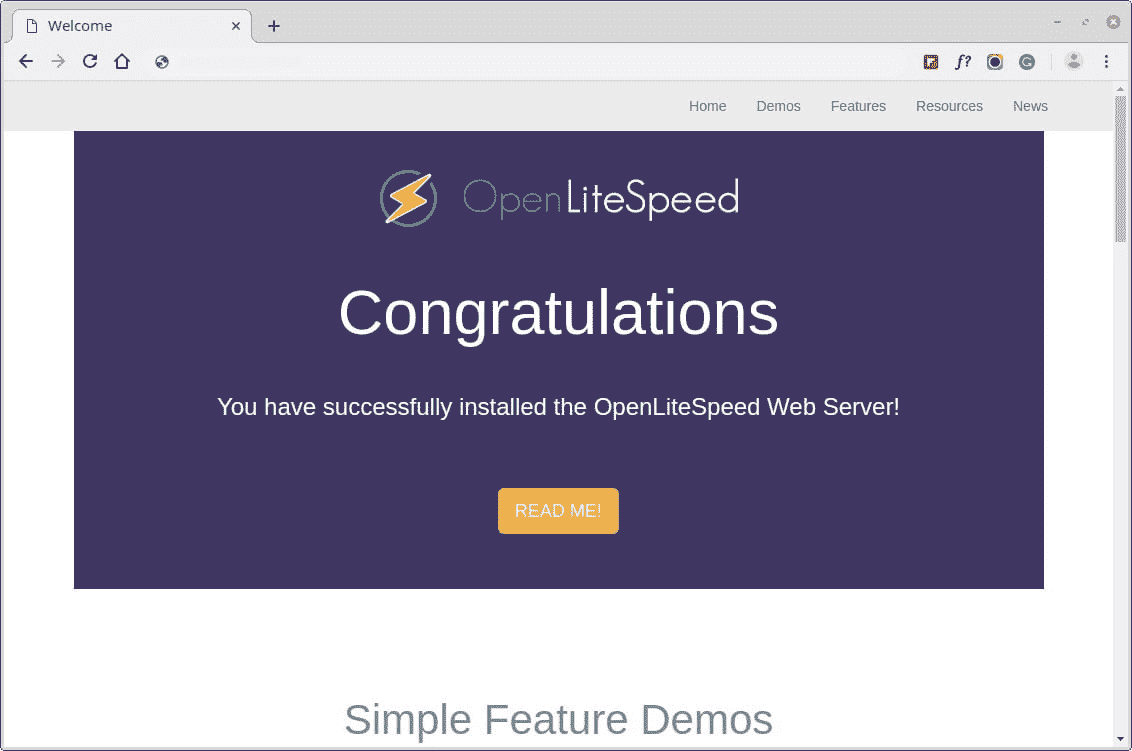 Welcome
f?
Home Demos Features Resources News
OpenLiteSpeed
Congratulations
You have successfully installed the OpenLiteSpeed Web Server!
READ ME!
Simple Feature Demos